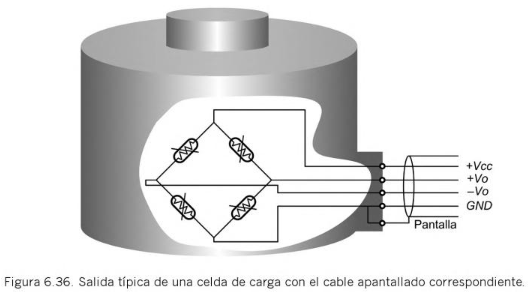 +Vcc
+Vo
–Vo
GND
Pantalla
Figura 6.36. Salida típica de una celda de carga con el cable apantallado correspondiente.